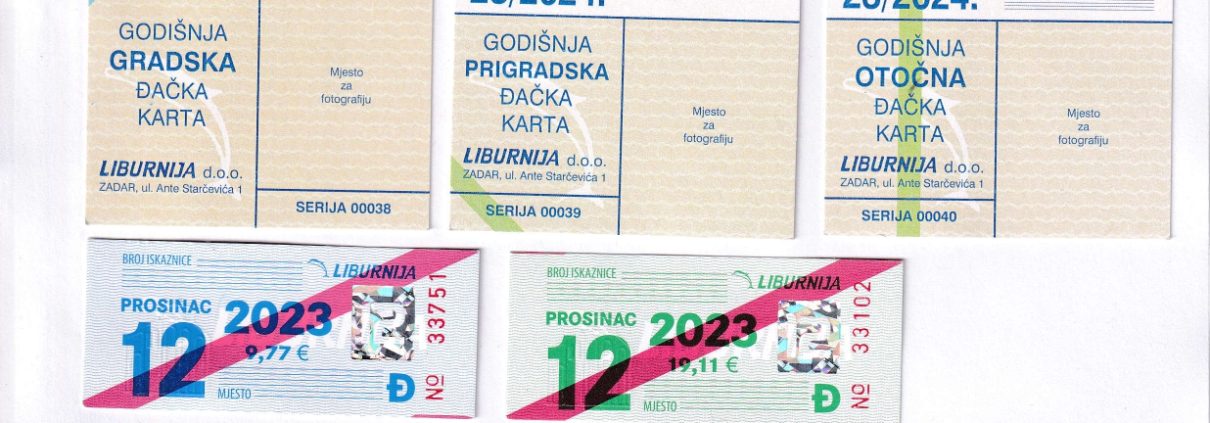 GODIŠNJA
GRADSKA
ĐAČKA
KARTA
Mjesto
za
fotografiju
LIBURNIJA d.o.o.
ZADAR, ul. Ante Starčevića 1
SERIJA 00038
/2024.
GODIŠNJA
PRIGRADSKA
ĐAČKA
KARTA
Mjesto
za
fotografiju
LIBURNIJA d.o.o.
ZADAR, ul. Ante Starčevića 1
SERIJA 00039
/2024.
GODIŠNJA
OTOČNA
ĐAČKA
KARTA
Mjesto
za
fotografiju
LIBURNIJA d.o.o.
ZADAR, ul. Ante Starčevića 1
SERIJA 00040
BROJ ISKAZNICE
LIBURNIJA
PROSINAC 2023
12
9,77 €
MJESTO
Đ
No 33751
BROJ ISKAZNICE
LIBURNIJA
PROSINAC 2023
12
19,11 €
MJESTO
Đ
No 33102